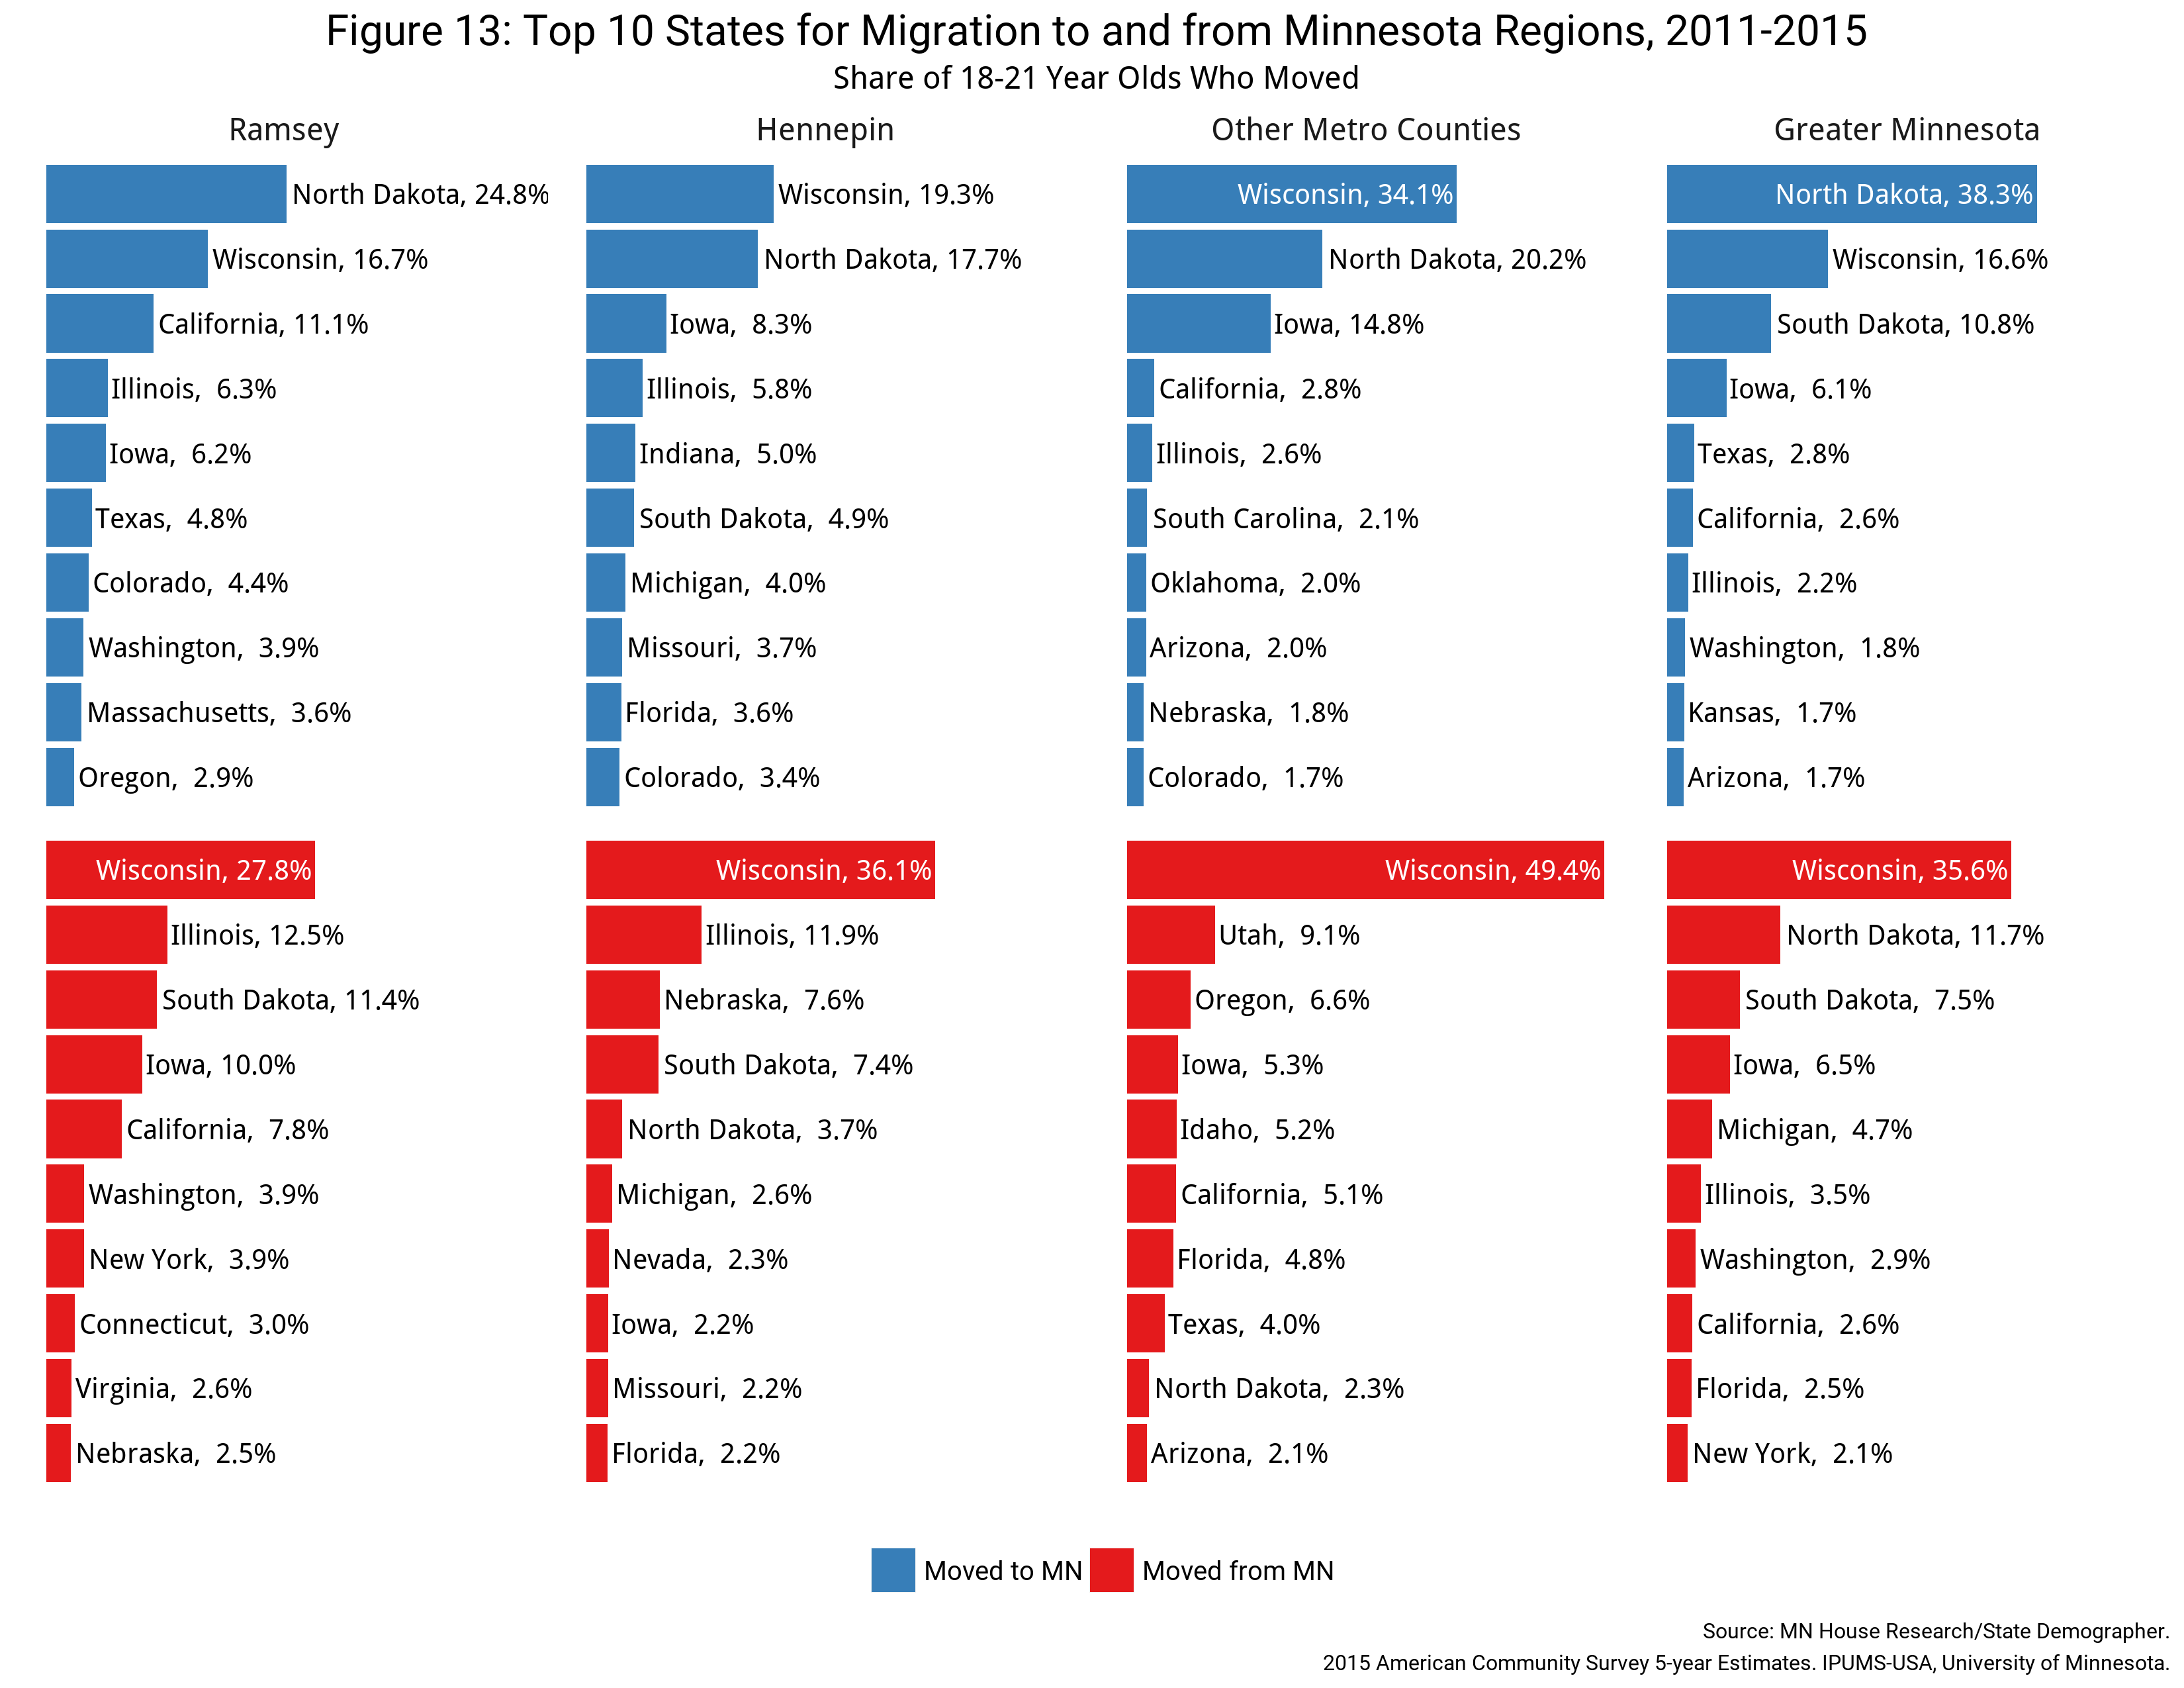 Figure 13: Top 10 States for Migration to and from Minnesota Regions, 2011-2015
Share of 18-21 Year Olds Who Moved
Ramsey
North Dakota, 24.8%
Wisconsin, 16.7%
California, 11.1%
Illinois, 6.3%
Iowa, 6.2%
Texas, 4.8%
Colorado, 4.4%
Washington, 3.9%
Massachusetts, 3.6%
Oregon, 2.9%
Wisconsin, 27.8%
Illinois, 12.5%
South Dakota, 11.4%
Iowa, 10.0%
California, 7.8%
Washington, 3.9%
New York, 3.9%
Connecticut, 3.0%
Virginia, 2.6%
Nebraska, 2.5%
Hennepin
Wisconsin, 19.3%
North Dakota, 17.7%
Iowa, 8.3%
Illinois, 5.8%
Indiana, 5.0%
South Dakota, 4.9%
Michigan, 4.0%
Missouri, 3.7%
Florida, 3.6%
Colorado, 3.4%
Wisconsin, 36.1%
Illinois, 11.9%
Nebraska, 7.6%
South Dakota, 7.4%
North Dakota, 3.7%
Michigan, 2.6%
Nevada, 2.3%
Iowa, 2.2%
Missouri, 2.2%
Florida, 2.2%
Other Metro Counties
Wisconsin, 34.1%
North Dakota, 20.2%
Iowa, 14.8%
California, 2.8%
Illinois, 2.6%
South Carolina, 2.1%
Oklahoma, 2.0%
Arizona, 2.0%
Nebraska, 1.8%
Colorado, 1.7%
Wisconsin, 49.4%
Utah, 9.1%
Oregon, 6.6%
Iowa, 5.3%
Idaho, 5.2%
California, 5.1%
Florida, 4.8%
Texas, 4.0%
North Dakota, 2.3%
Arizona, 2.1%
Greater Minnesota
North Dakota, 38.3%
Wisconsin, 16.6%
South Dakota, 10.8%
Iowa, 6.1%
Texas, 2.8%
California, 2.6%
Illinois, 2.2%
Washington, 1.8%
Kansas, 1.7%
Arizona, 1.7%
Wisconsin, 35.6%
North Dakota, 11.7%
South Dakota, 7.5%
Iowa, 6.5%
Michigan, 4.7%
Illinois, 3.5%
Washington, 2.9%
California, 2.6%
Florida, 2.5%
New York, 2.1%
Moved to MN
Moved from MN
Source: MN House Research/State Demographer.
2015 American Community Survey 5-year Estimates. IPUMS-USA, University of Minnesota.